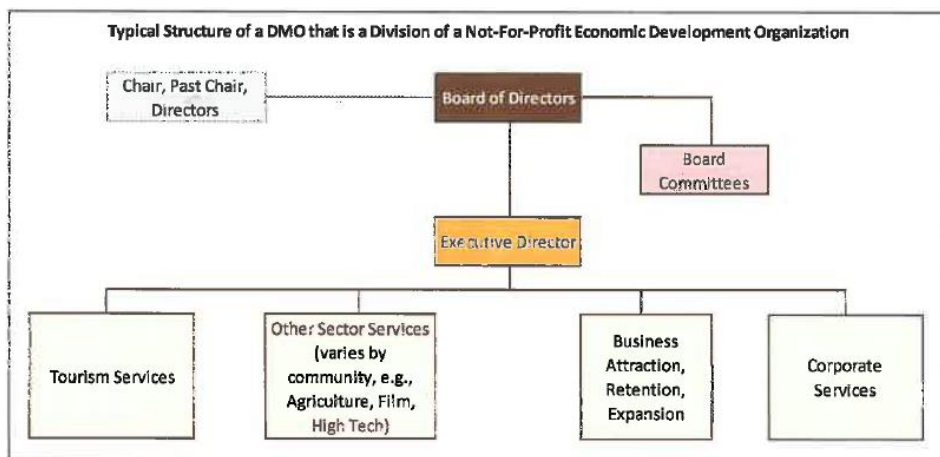 Typical Structure of a DMO that is a Division of a Not-For-Profit Economic Development Organization
Chair, Past Chair,
Directors
Board of Directors
Board
Committees
Executive Director
Tourism Services
Other Sector Services
(varies by
community, e.g.,
Agriculture, Film,
High Tech)
Business
Attraction,
Retention,
Expansion
Corporate
Services